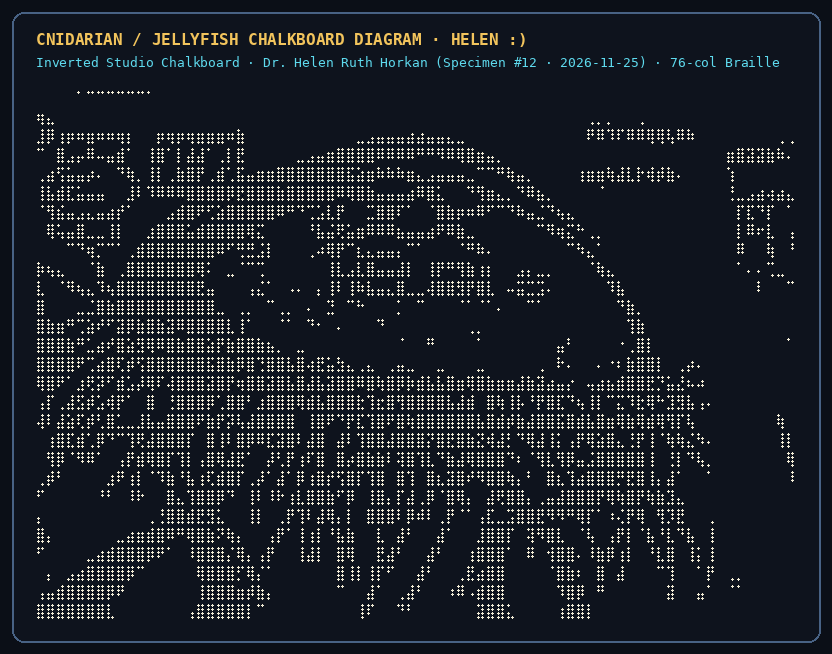 CNIDARIAN / JELLYFISH CHALKBOARD DIAGRAM · HELEN :)
Inverted Studio Chalkboard · Dr. Helen Ruth Horkan (Specimen #12 · 2026-11-25) · 76-col Braille